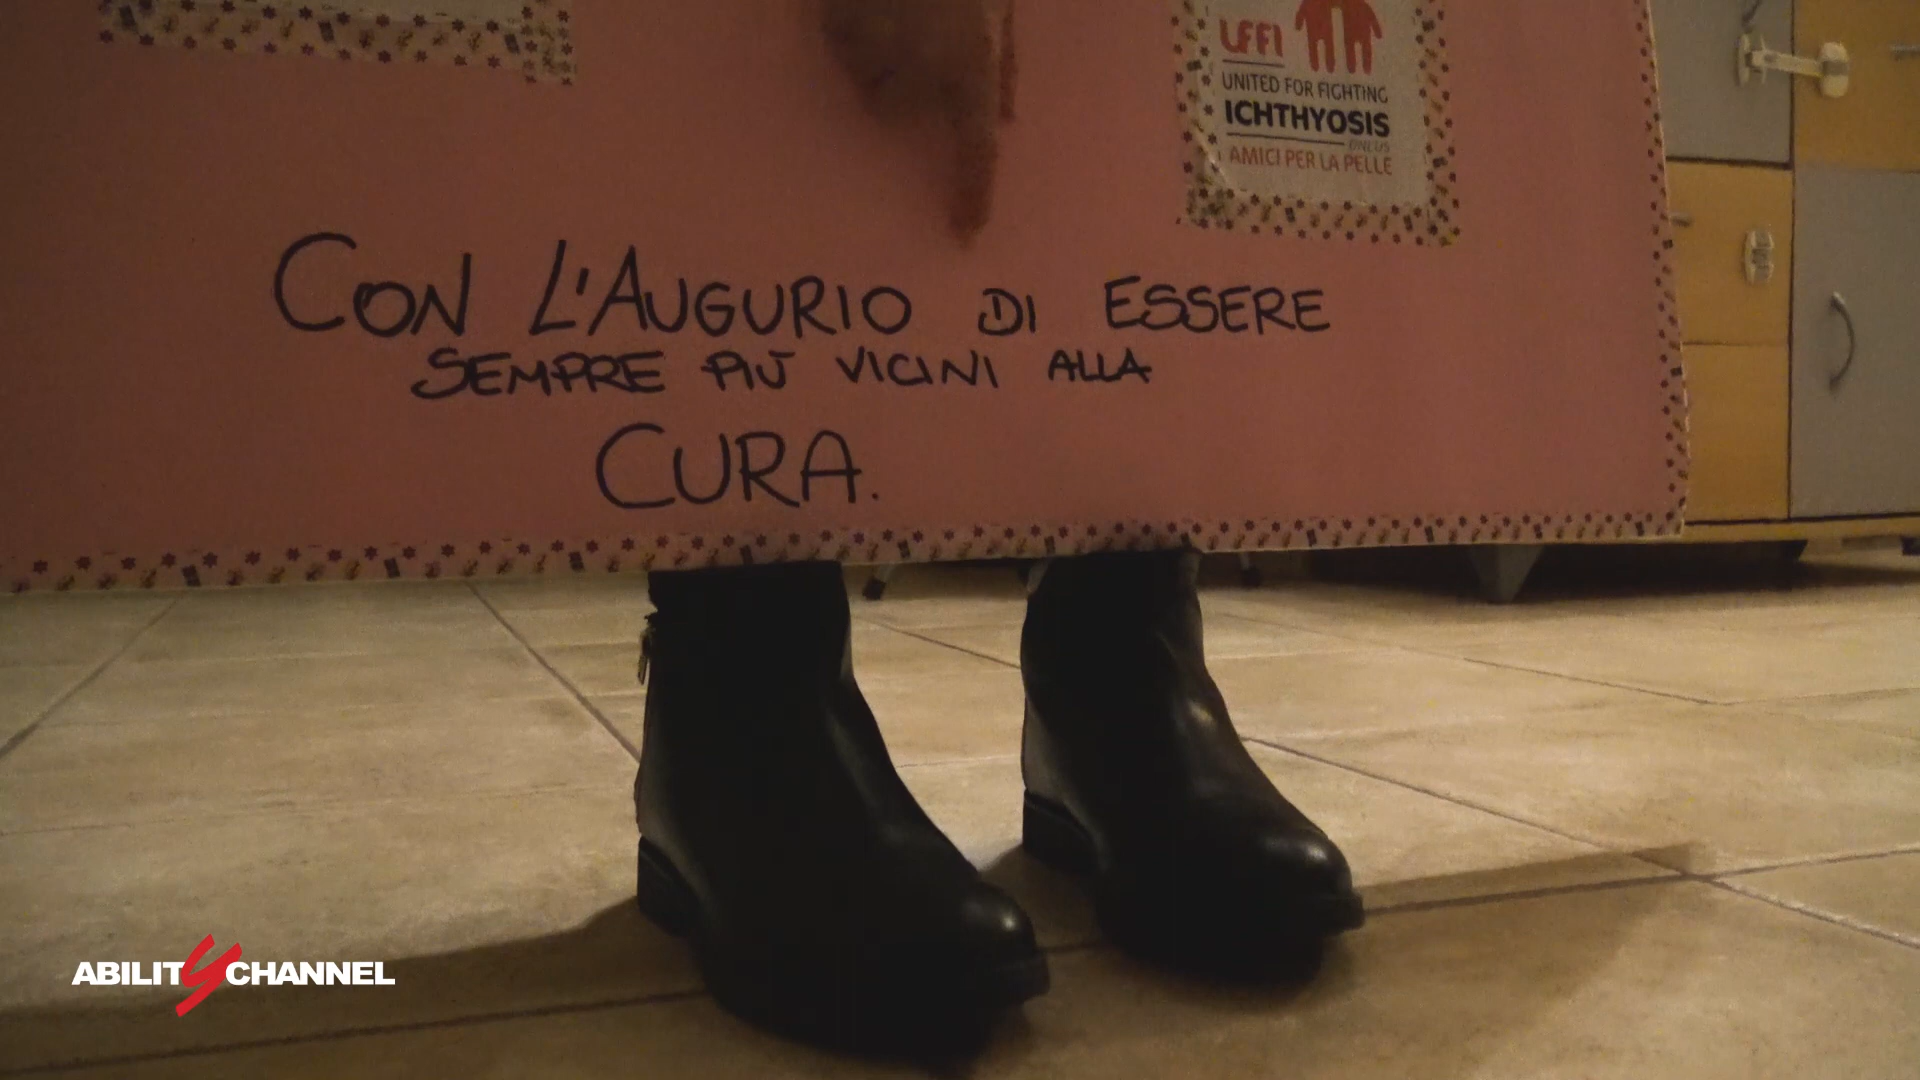 UFFI
UNITED FOR FIGHTING
ICHTHYOSIS
ONLUS
AMICI PER LA PELLE
CON L'AUGURIO DI ESSERE
SEMPRE PIÙ VICINI ALLA
CURA.
ABILITYCHANNEL